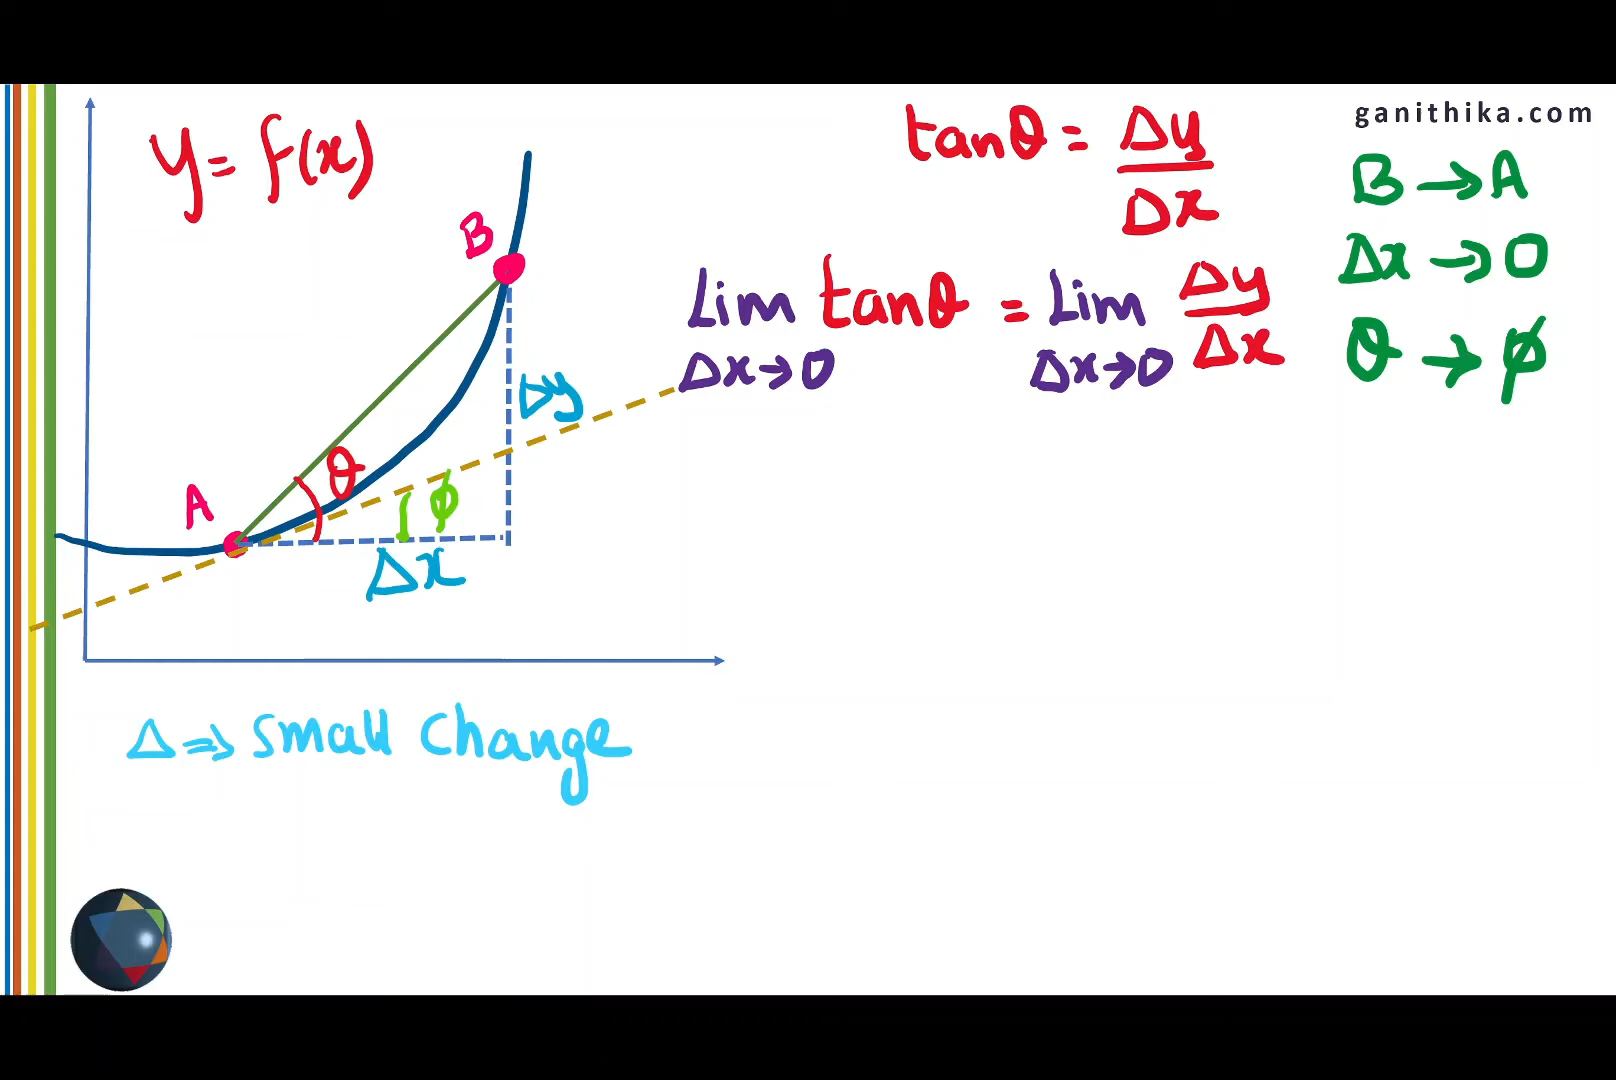 ganithika.com
y = f(x)
tanθ = Δy/Δx
B → A
Δx → 0
θ → ϕ
Lim Δx→0 tanθ = Lim Δx→0 Δy/Δx
B
Δy
θ
A
ϕ
Δx
Δ ⇒ Small Change